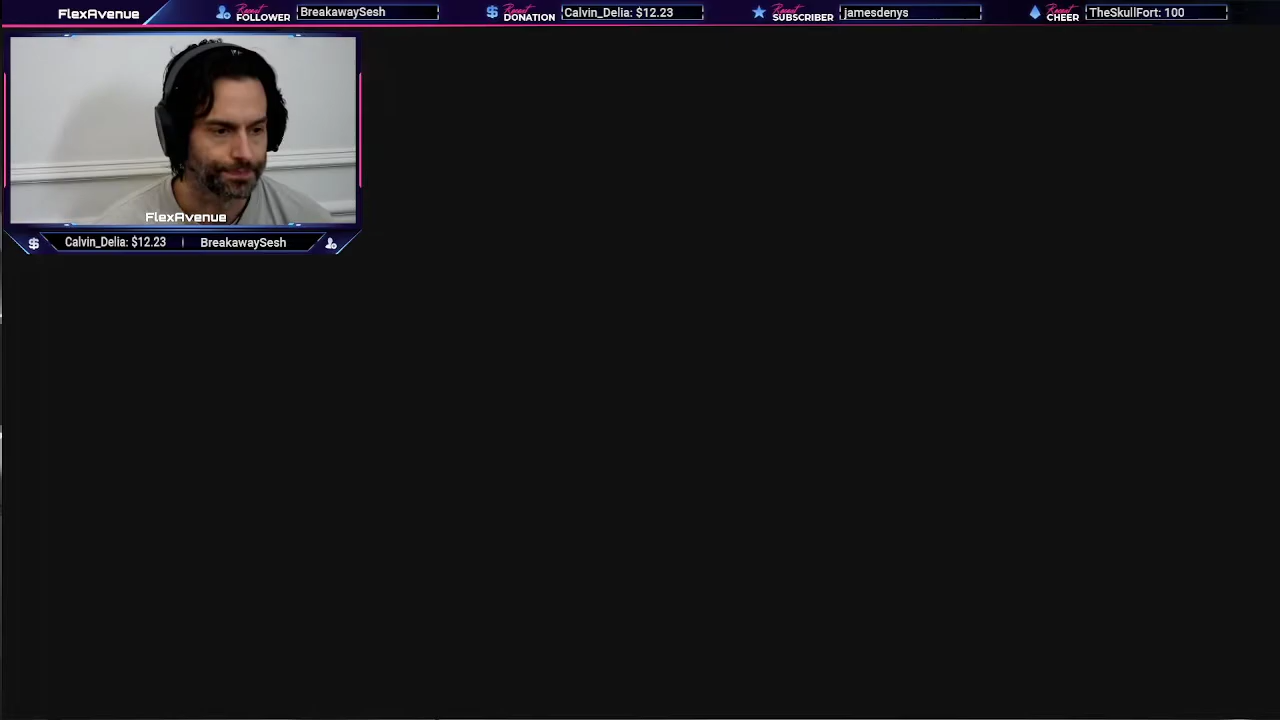 FlexAvenue
Recent FOLLOWER BreakawaySesh
Recent DONATION Calvin_Delia: $12.23
Recent SUBSCRIBER jamesdenys
Recent CHEER TheSkullFort: 100
FlexAvenue
$ Calvin_Delia: $12.23 | BreakawaySesh